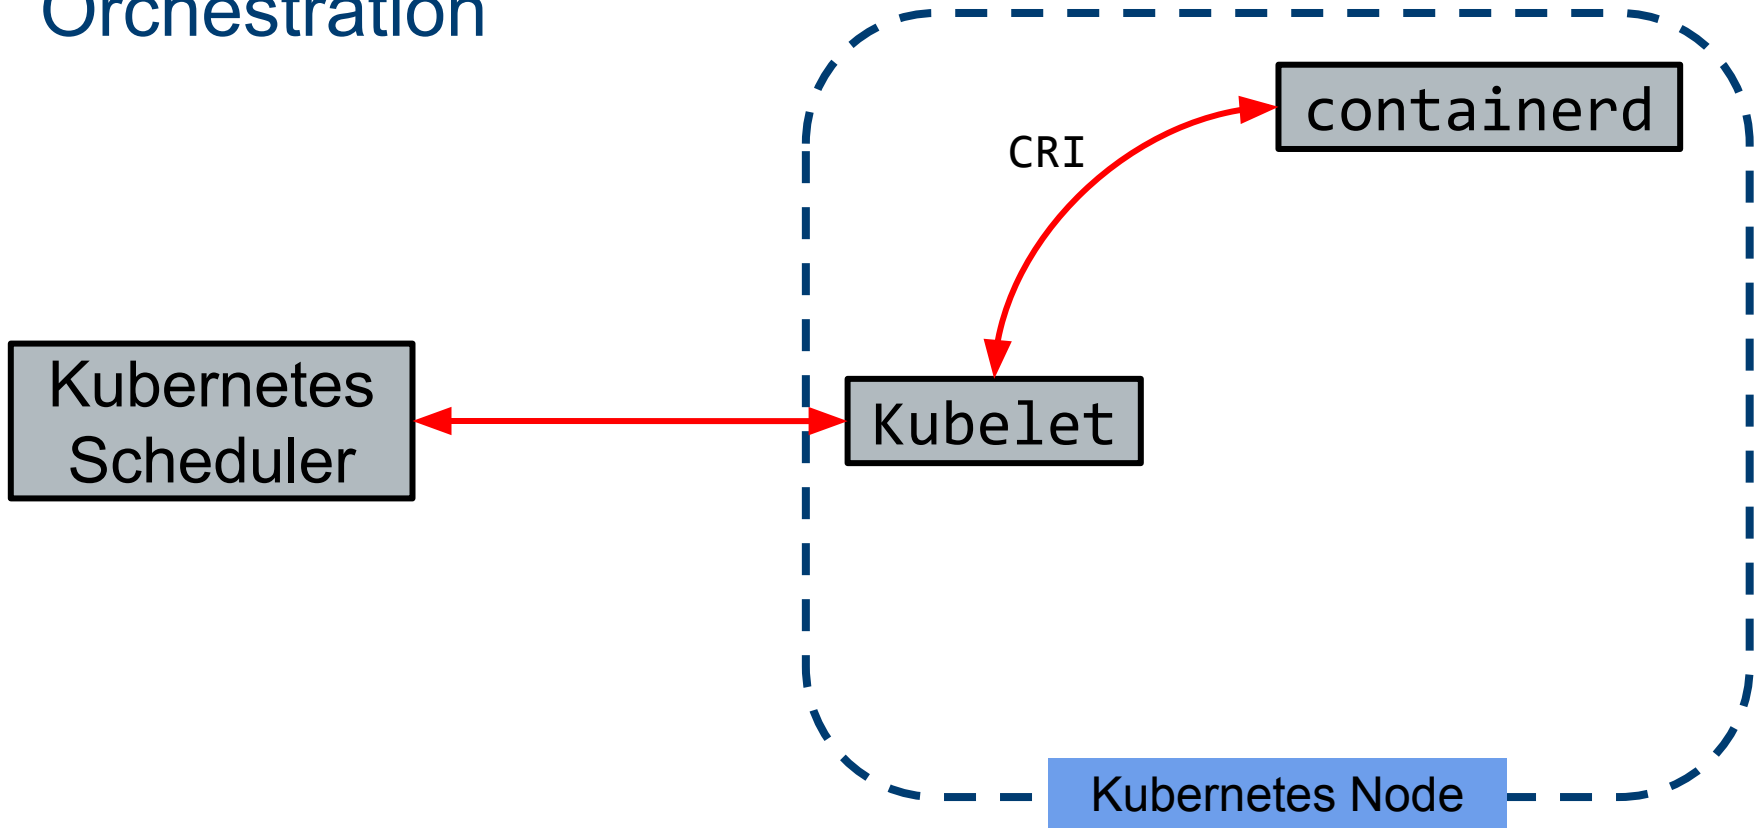 Orchestration
containerd
CRI
Kubernetes
Scheduler
Kubelet
Kubernetes Node